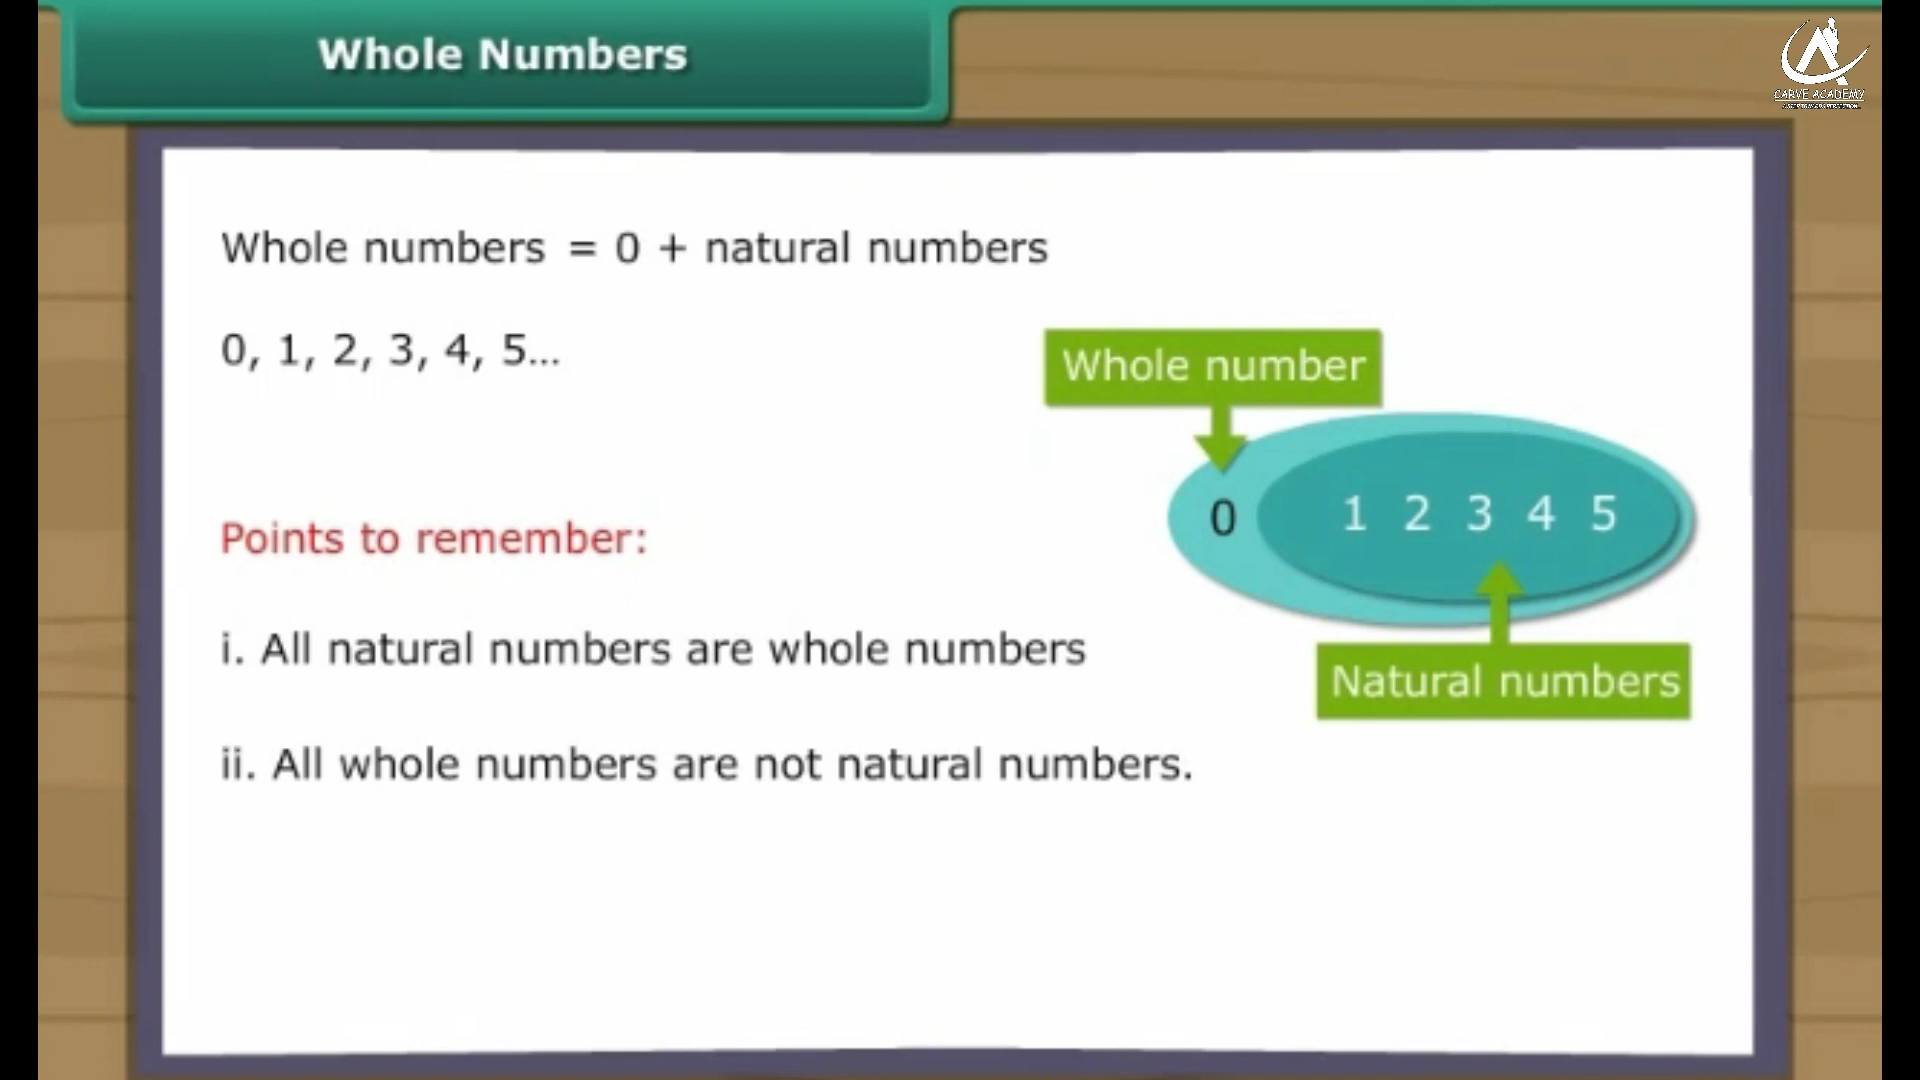 Whole Numbers
CARVE ACADEMY
Whole numbers = 0 + natural numbers
0, 1, 2, 3, 4, 5...
Whole number
0 1 2 3 4 5
Points to remember:
i. All natural numbers are whole numbers
Natural numbers
ii. All whole numbers are not natural numbers.